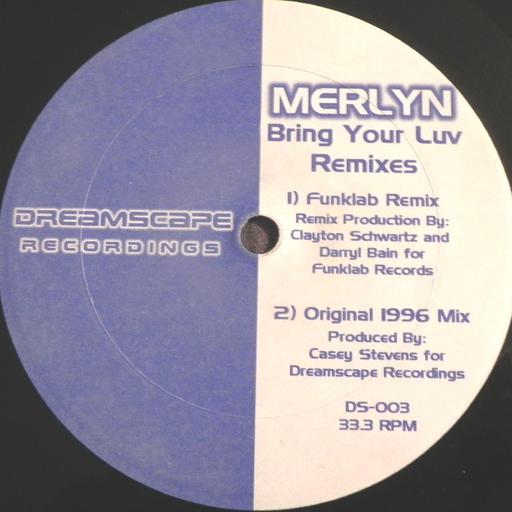 DREAMSCAPE
RECORDINGS
MERLYN
Bring Your Luv
Remixes
1) Funklab Remix
Remix Production By:
Clayton Schwartz and
Darryl Bain for
Funklab Records
2) Original 1996 Mix
Produced By:
Casey Stevens for
Dreamscape Recordings
DS-003
33.3 RPM